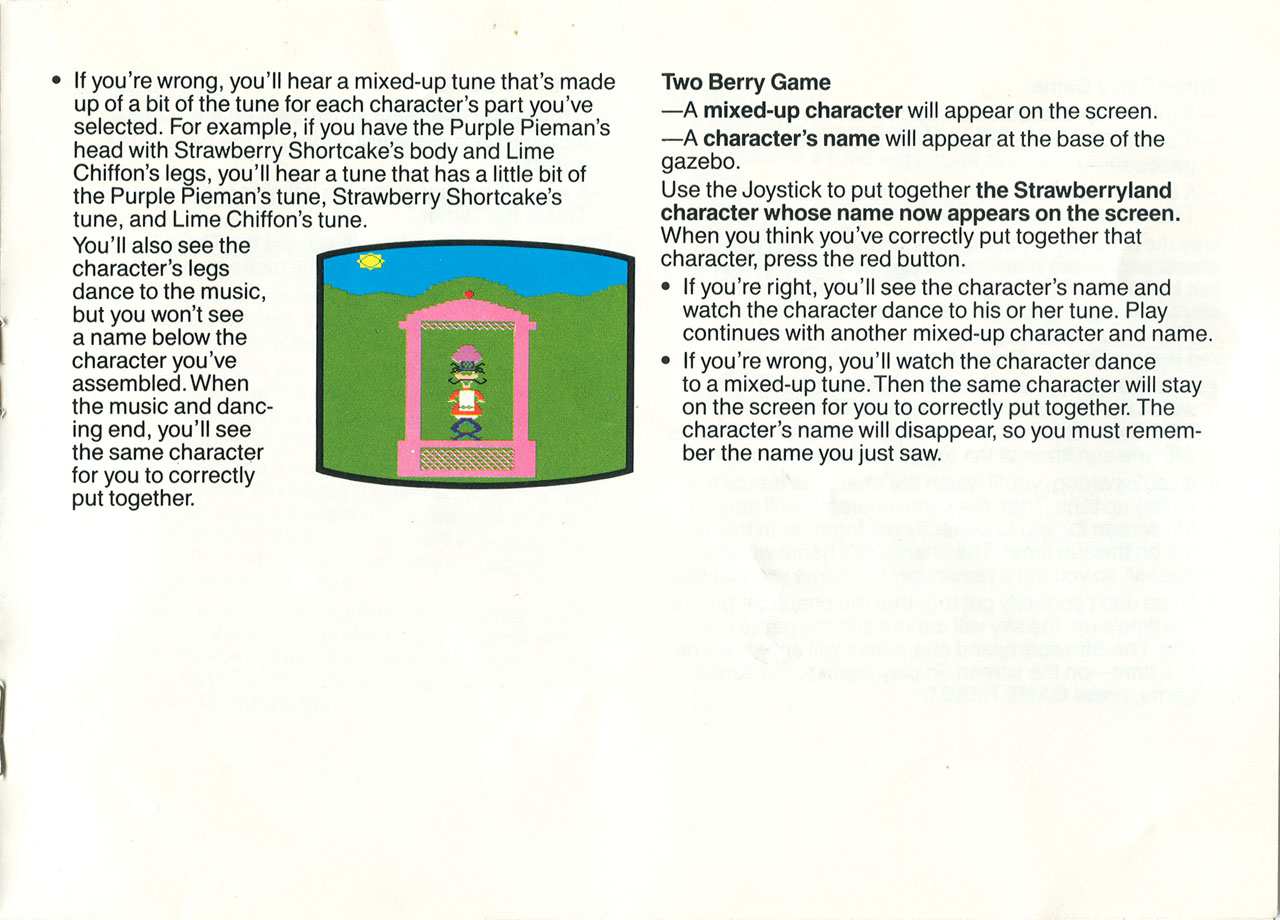 • If you're wrong, you'll hear a mixed-up tune that's made
up of a bit of the tune for each character's part you've
selected. For example, if you have the Purple Pieman's
head with Strawberry Shortcake's body and Lime
Chiffon's legs, you'll hear a tune that has a little bit of
the Purple Pieman's tune, Strawberry Shortcake's
tune, and Lime Chiffon's tune.
You'll also see the
character's legs
dance to the music,
but you won't see
a name below the
character you've
assembled. When
the music and danc-
ing end, you'll see
the same character
for you to correctly
put together.
Two Berry Game
—A mixed-up character will appear on the screen.
—A character's name will appear at the base of the
gazebo.
Use the Joystick to put together the Strawberryland
character whose name now appears on the screen.
When you think you've correctly put together that
character, press the red button.
• If you're right, you'll see the character's name and
watch the character dance to his or her tune. Play
continues with another mixed-up character and name.
• If you're wrong, you'll watch the character dance
to a mixed-up tune. Then the same character will stay
on the screen for you to correctly put together. The
character's name will disappear, so you must remem-
ber the name you just saw.